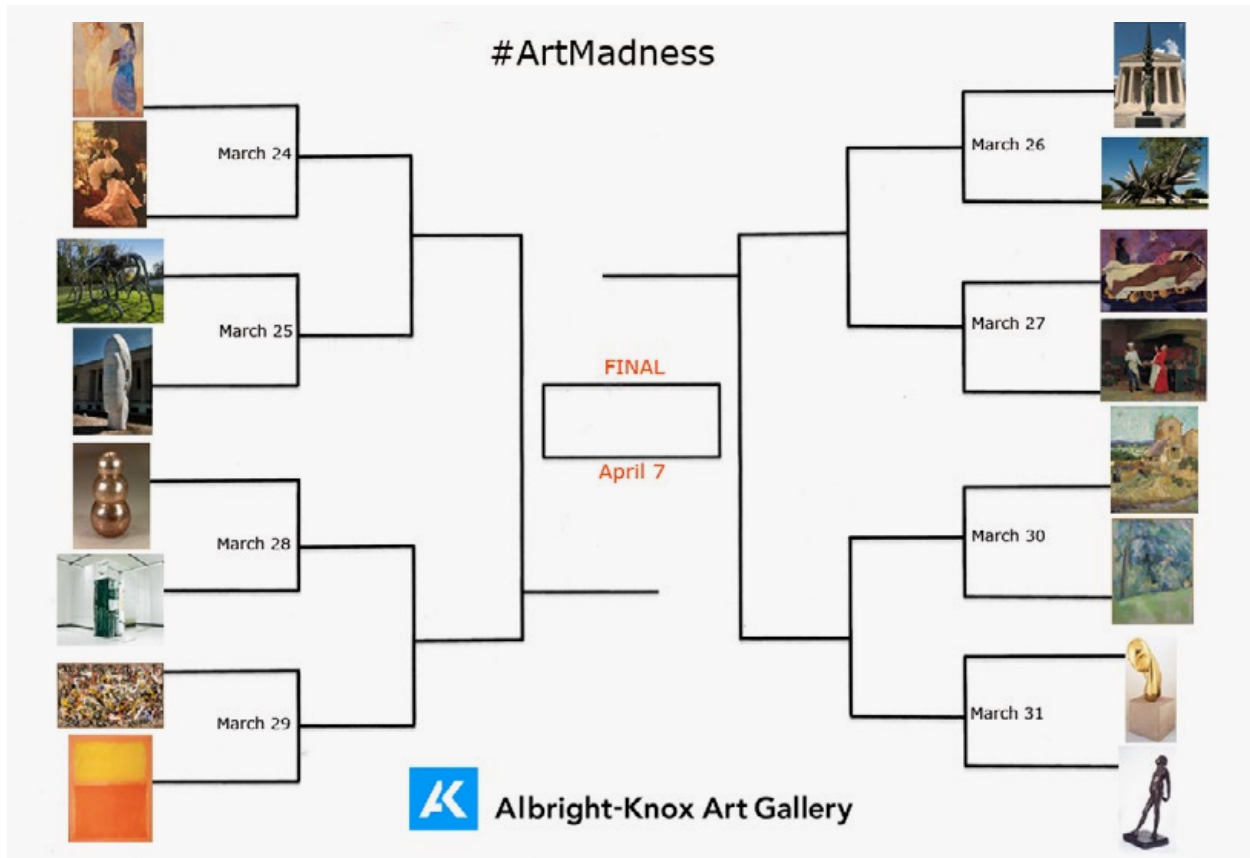 #ArtMadness
March 24
March 25
March 28
March 29
March 26
March 27
March 30
March 31
FINAL
April 7
AK
Albright-Knox Art Gallery